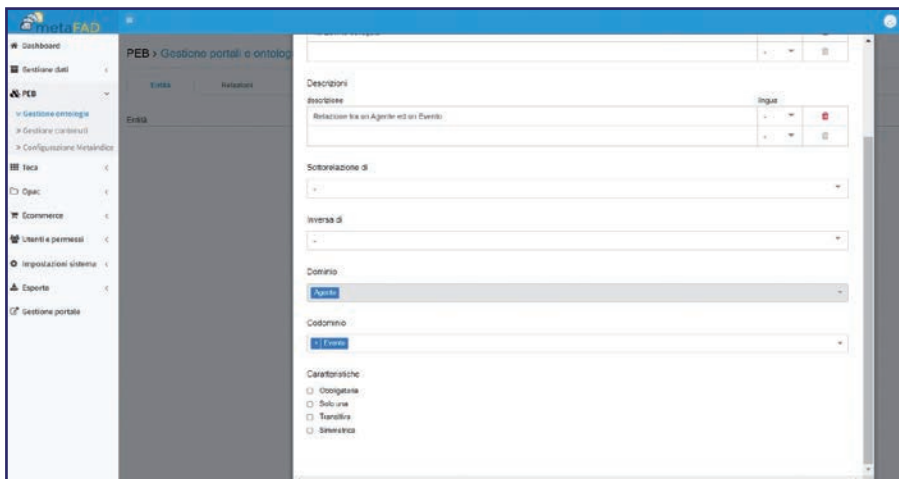 metaFAD
Dashboard
Gestione dati
PEB
Gestione ontologia
Gestione contenuti
Configurazione Metaindice
Teca
Opac
Ecommerce
Utenti e permessi
Impostazioni sistema
Esporta
Gestione portale
PEB > Gestione portali e ontolog
Entità
Relazioni
Entità
Descrizioni
descrizione
lingua
Relazione tra un Agente ed un Evento
-
-
Sottorelazione di
-
Inversa di
-
Dominio
Agente
Codominio
× Evento
Caratteristiche
Obbligatoria
Solo una
Transitiva
Simmetrica